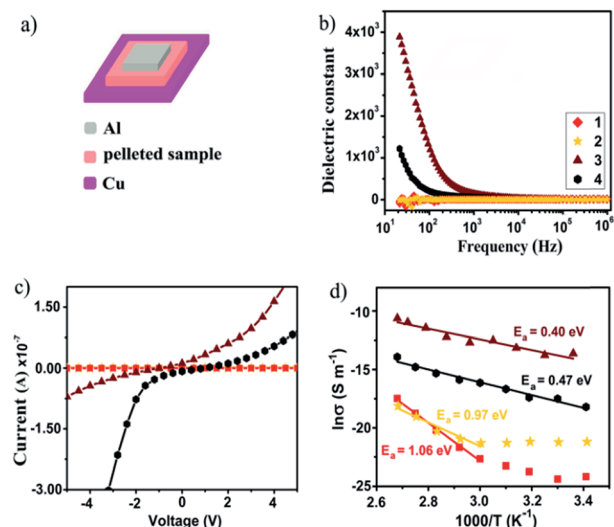 a)
Al
pelleted sample
Cu
b)
Dielectric constant
4x10³
3x10³
2x10³
1x10³
0
10¹ 10² 10³ 10⁴ 10⁵ 10⁶
Frequency (Hz)
1
2
3
4
c)
Current (A) x10⁻⁷
1.50
0.00
-1.50
-3.00
-4 -2 0 2 4
Voltage (V)
d)
lnσ (S m⁻¹)
-10
-15
-20
-25
Eₐ = 0.40 eV
Eₐ = 0.47 eV
Eₐ = 0.97 eV
Eₐ = 1.06 eV
2.6 2.8 3.0 3.2 3.4
1000/T (K⁻¹)